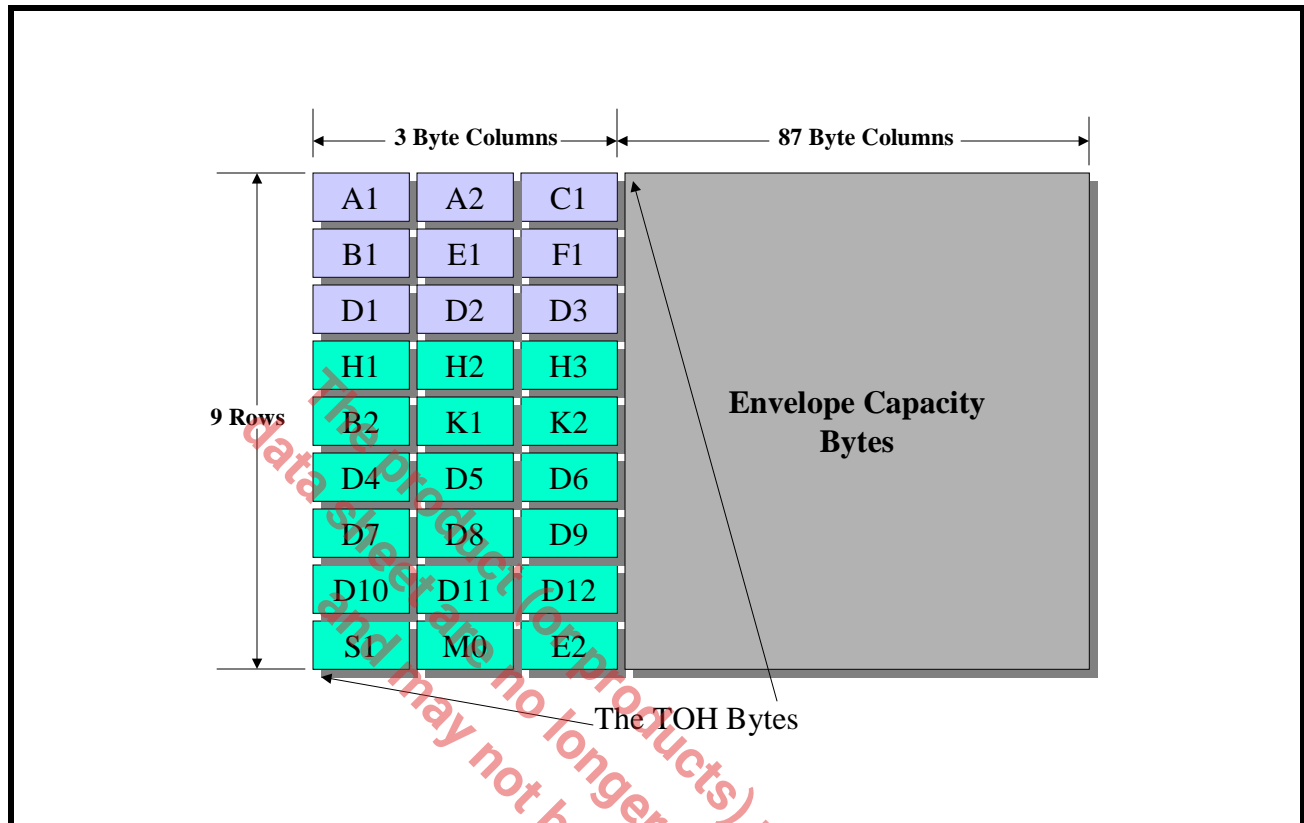 3 Byte Columns 87 Byte Columns
A1 A2 C1
B1 E1 F1
D1 D2 D3
H1 H2 H3
9 Rows
B2 K1 K2
Envelope Capacity
Bytes
D4 D5 D6
D7 D8 D9
D10 D11 D12
S1 M0 E2
The TOH Bytes
The product (or products)
data sheet are no longer
and may not